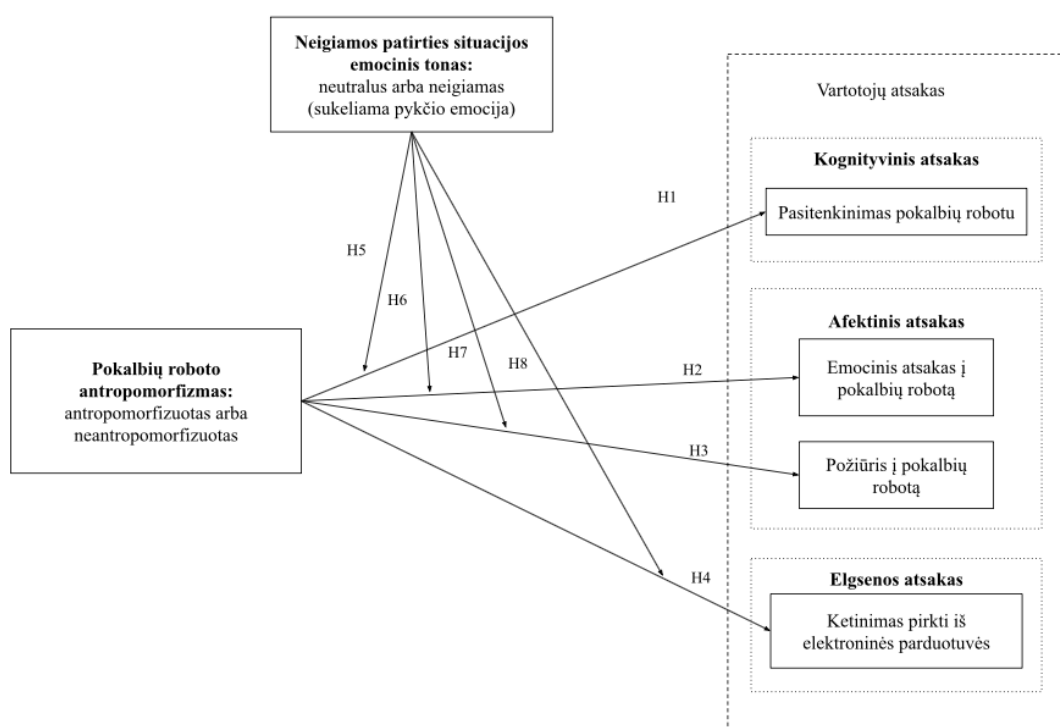 Neigiamos patirties situacijos
emocinis tonas:
neutralus arba neigiamas
(sukeliama pykčio emocija)
Vartotojų atsakas
Kognityvinis atsakas
Pasitenkinimas pokalbių robotu
H1
H5
H6
H7
H8
H2
H3
H4
Pokalbių roboto
antropomorfizmas:
antropomorfizuotas arba
neantropomorfizuotas
Afektinis atsakas
Emocinis atsakas į
pokalbių robotą
Požiūris į pokalbių
robotą
Elgsenos atsakas
Ketinimas pirkti iš
elektroninės parduotuvės